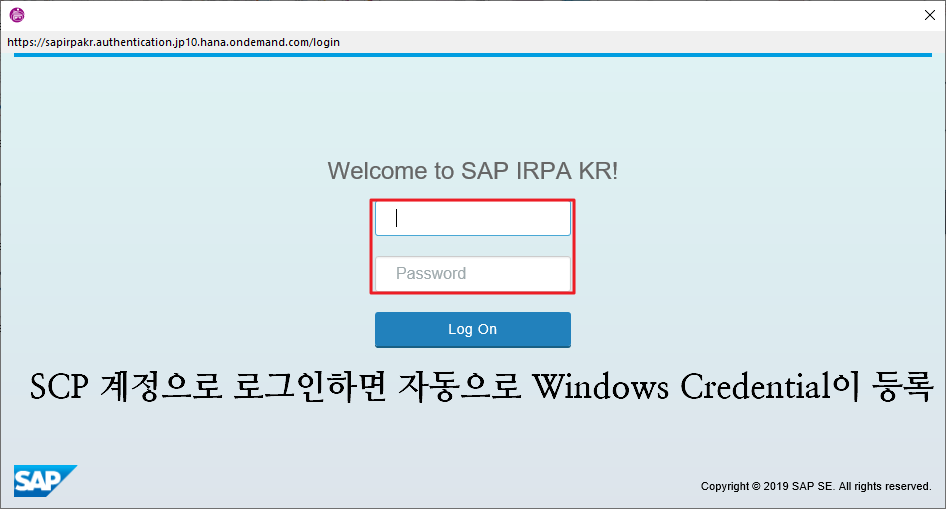 https://sapirpakr.authentication.jp10.hana.ondemand.com/login
Welcome to SAP IRPA KR!
Password
Log On
SCP 계정으로 로그인하면 자동으로 Windows Credential이 등록
SAP
Copyright © 2019 SAP SE. All rights reserved.